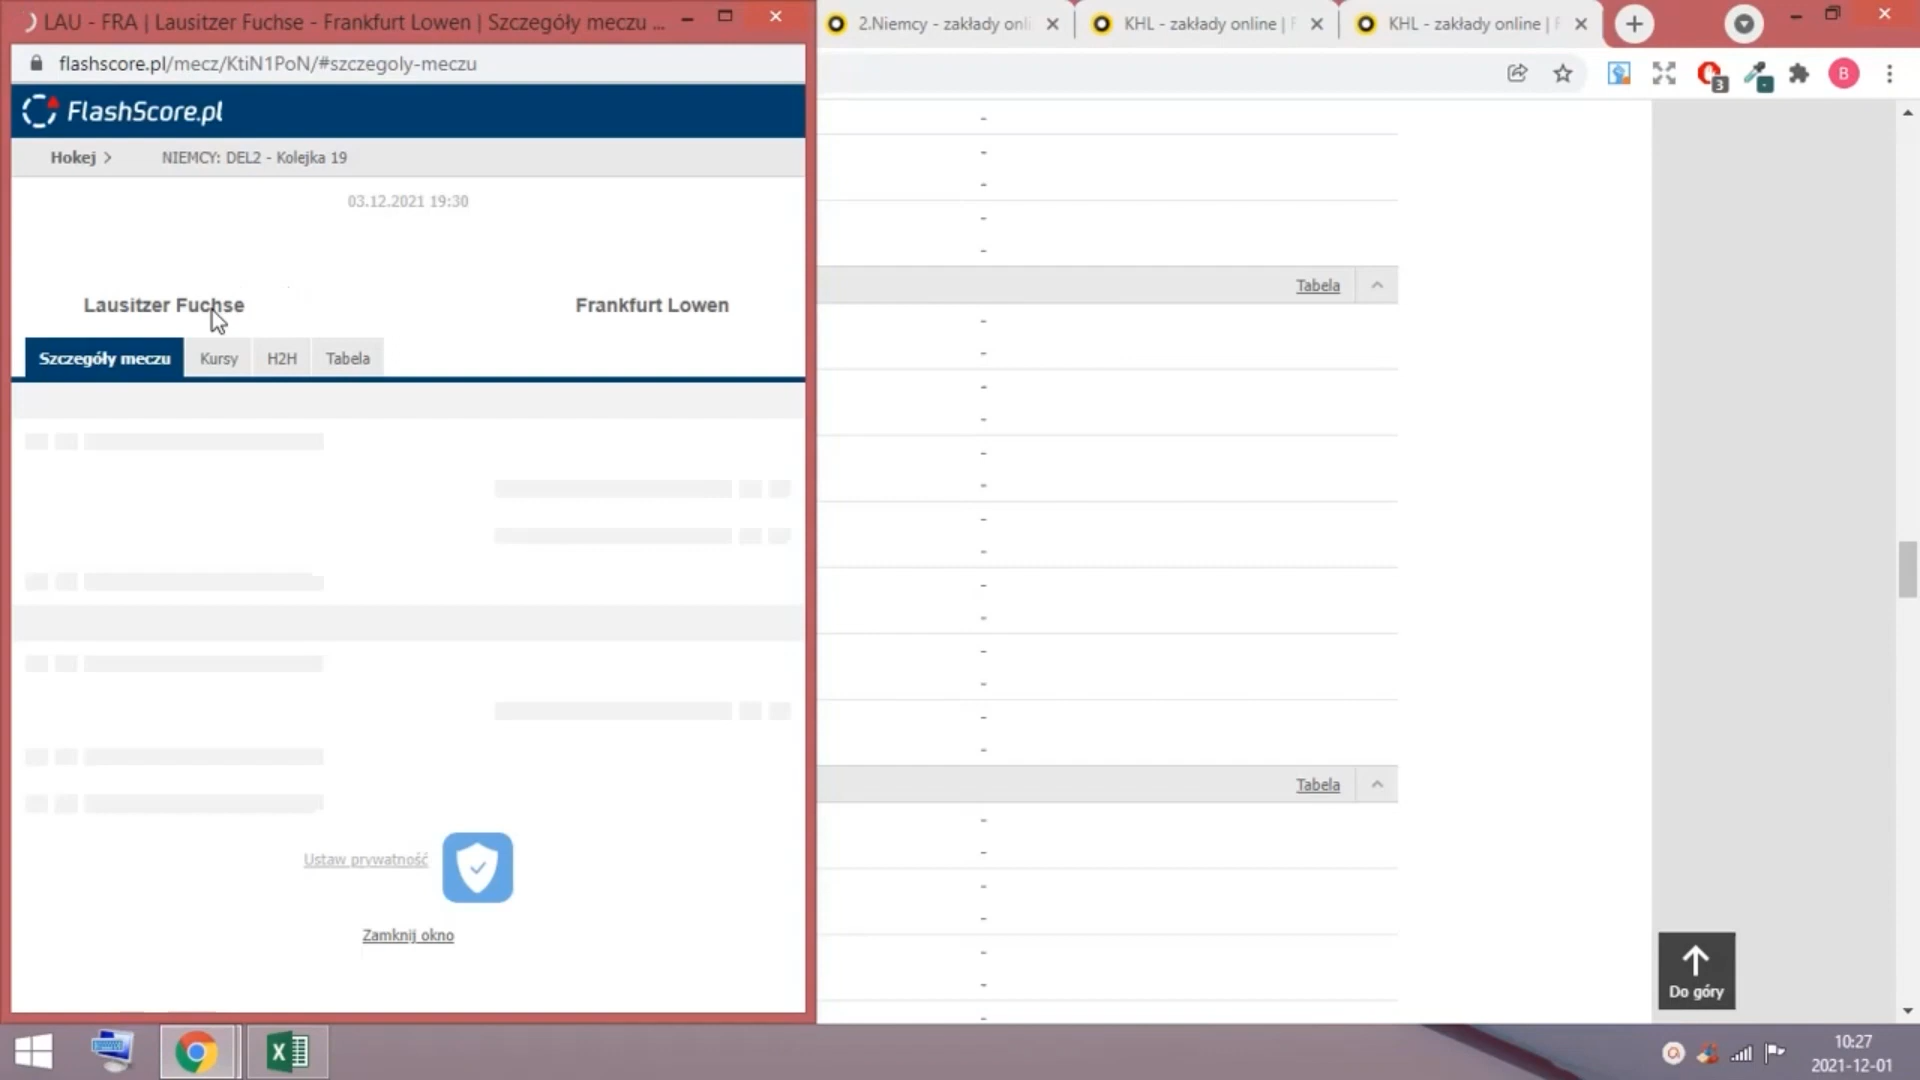 LAU - FRA | Lausitzer Fuchse - Frankfurt Lowen | Szczegóły meczu ...
2.Niemcy - zakłady onli
KHL - zakłady online | F
KHL - zakłady online | F
flashscore.pl/mecz/KtiN1PoN/#szczegoly-meczu
3
B
FlashScore.pl
Hokej
NIEMCY: DEL2 - Kolejka 19
03.12.2021 19:30
Lausitzer Fuchse
Frankfurt Lowen
Szczegóły meczu
Kursy
H2H
Tabela
Tabela
Tabela
Ustaw prywatność
Zamknij okno
Do góry
10:27
2021-12-01